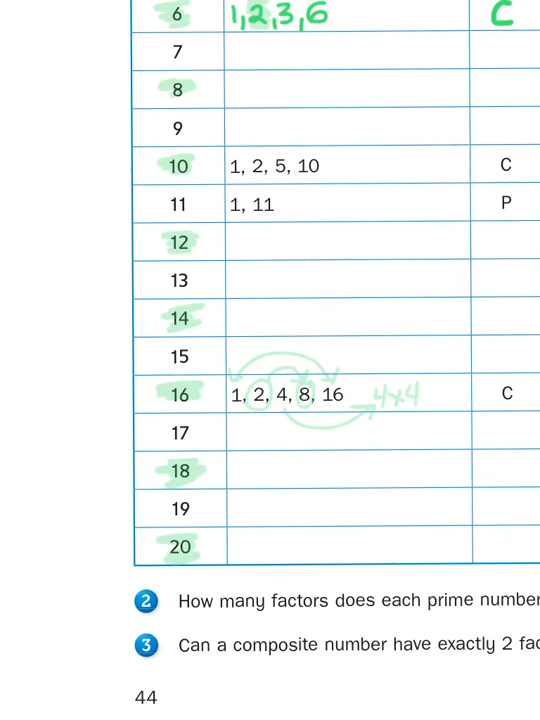 6 1,2,3,6 C
7
8
9
10 1, 2, 5, 10 C
11 1, 11 P
12
13
14
15
16 1, 2, 4, 8, 16 4x4 C
17
18
19
20
2 How many factors does each prime number
3 Can a composite number have exactly 2 fac
44